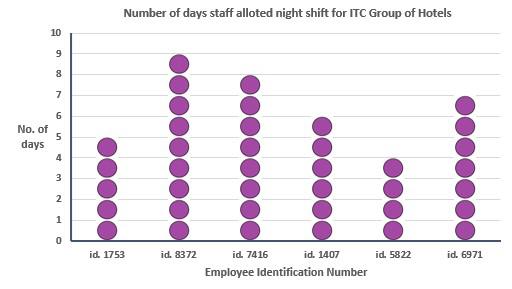 Number of days staff alloted night shift for ITC Group of Hotels
10
9
8
7
6
5
4
3
2
1
0
No. of
days
id. 1753 id. 8372 id. 7416 id. 1407 id. 5822 id. 6971
Employee Identification Number